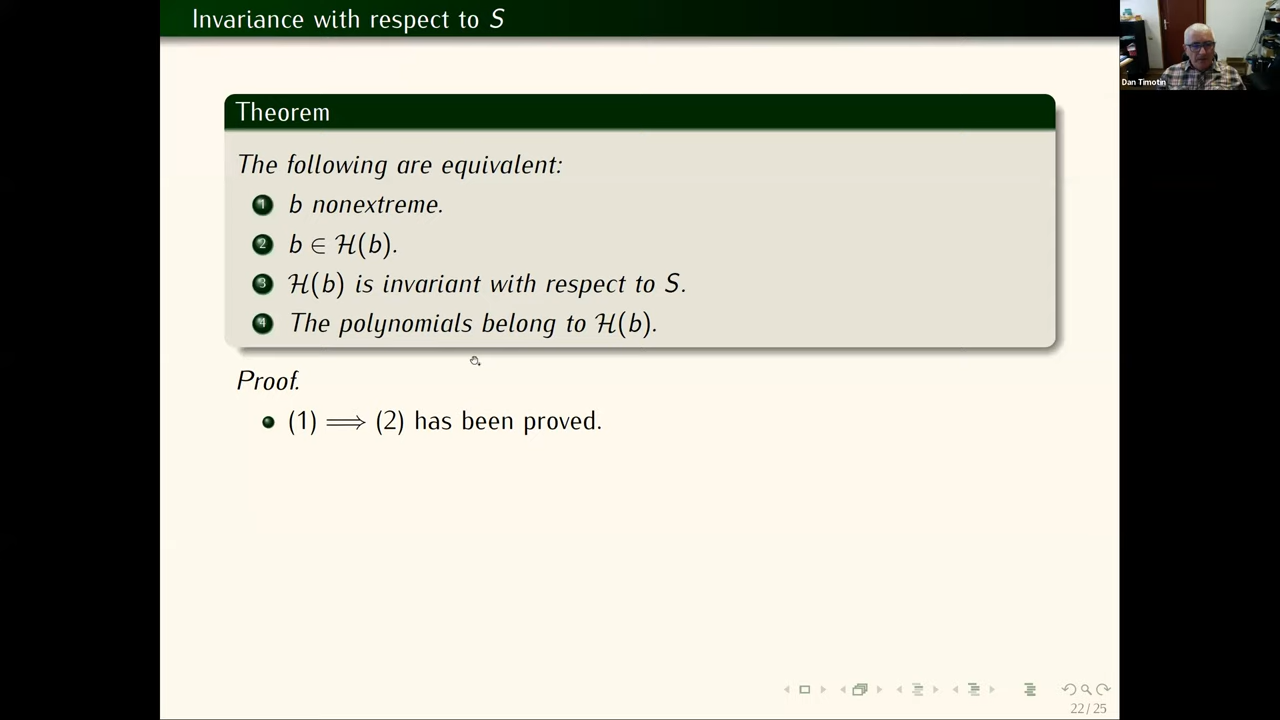 Invariance with respect to S
Dan Timotin
Theorem
The following are equivalent:
1 b nonextreme.
2 b ∈ H(b).
3 H(b) is invariant with respect to S.
4 The polynomials belong to H(b).
Proof.
(1) ⟹ (2) has been proved.
22/25